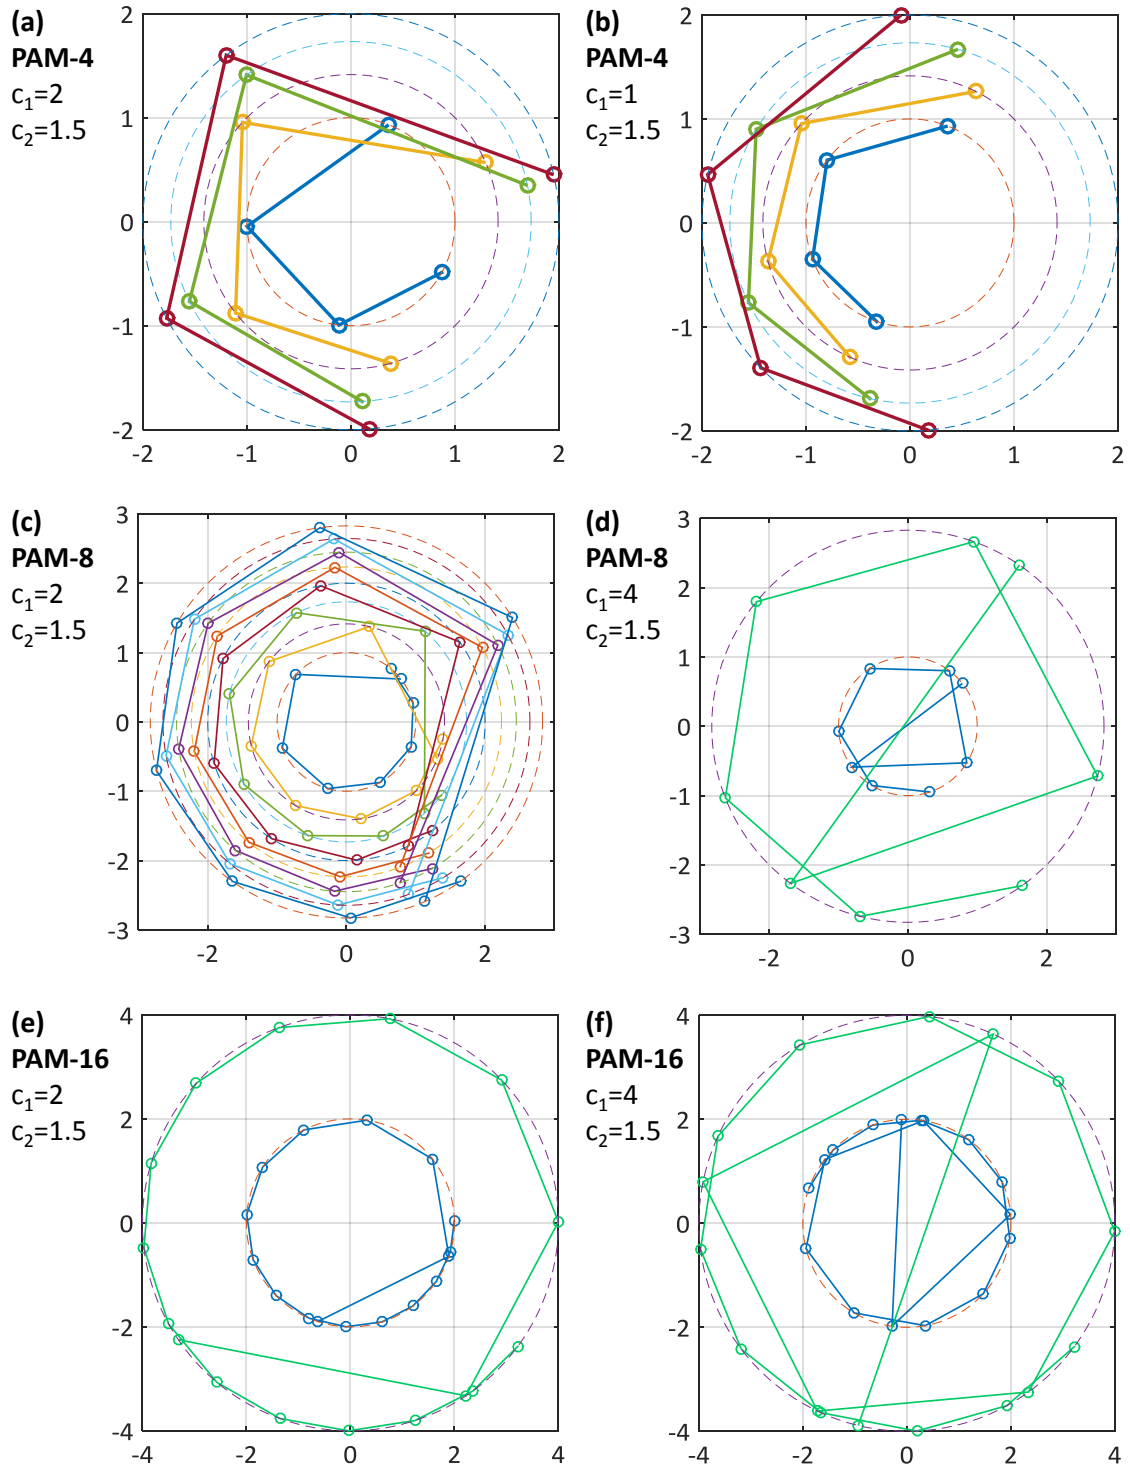 (a)
PAM-4
c₁=2
c₂=1.5
2
1
0
-1
-2
-2 -1 0 1 2
(b)
PAM-4
c₁=1
c₂=1.5
2
1
0
-1
-2
-2 -1 0 1 2
(c)
PAM-8
c₁=2
c₂=1.5
3
2
1
0
-1
-2
-3
-2 0 2
(d)
PAM-8
c₁=4
c₂=1.5
3
2
1
0
-1
-2
-3
-2 0 2
(e)
PAM-16
c₁=2
c₂=1.5
4
2
0
-2
-4
-4 -2 0 2 4
(f)
PAM-16
c₁=4
c₂=1.5
4
2
0
-2
-4
-4 -2 0 2 4